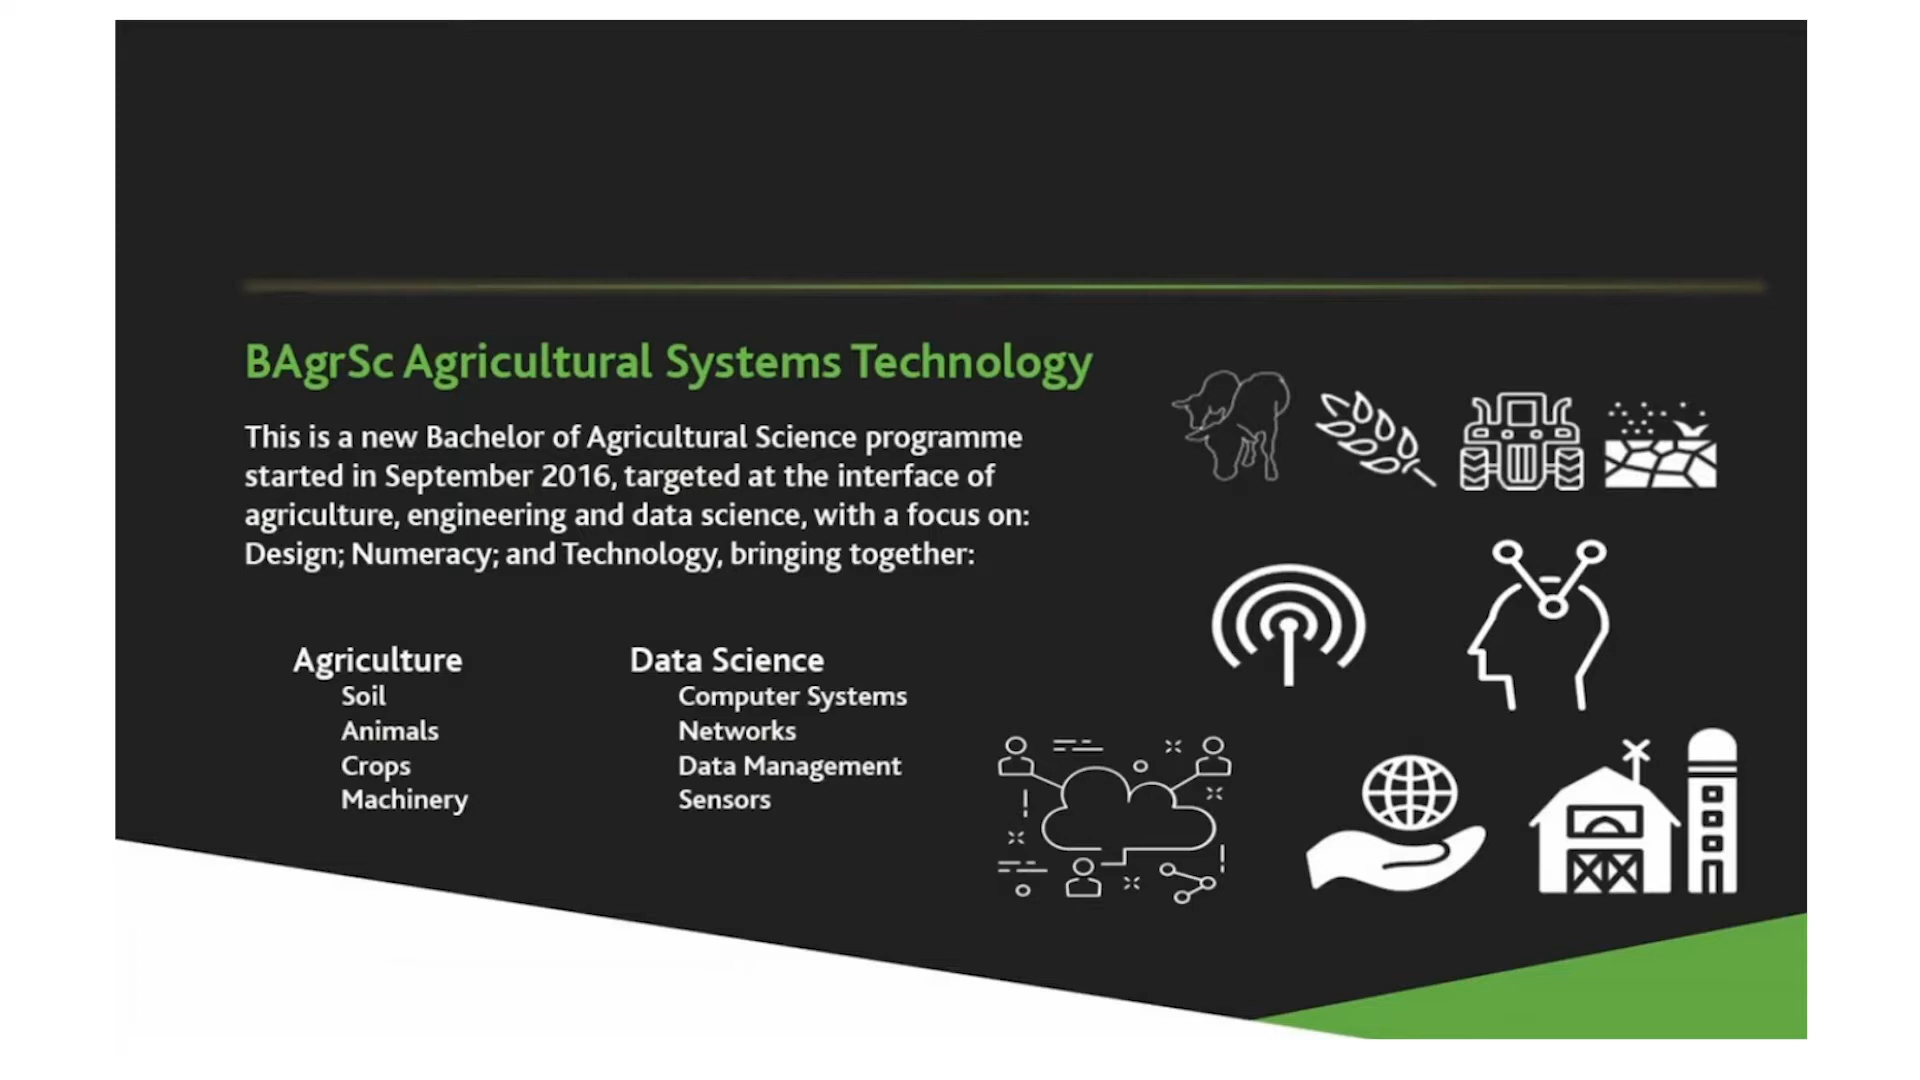 BAgrSc Agricultural Systems Technology
This is a new Bachelor of Agricultural Science programme
started in September 2016, targeted at the interface of
agriculture, engineering and data science, with a focus on:
Design; Numeracy; and Technology, bringing together:
Agriculture
Soil
Animals
Crops
Machinery
Data Science
Computer Systems
Networks
Data Management
Sensors